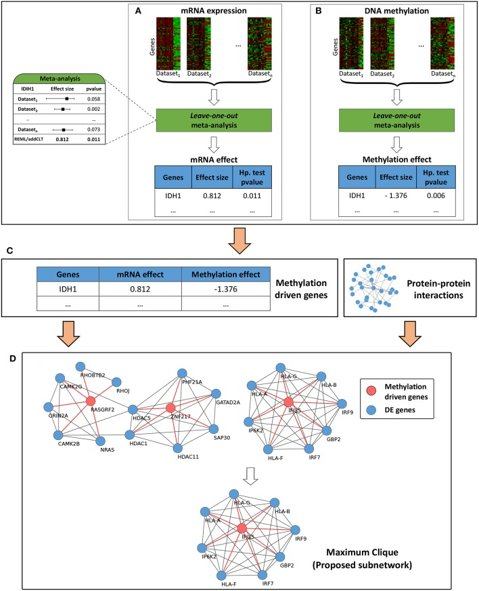 A
mRNA expression
Genes
Dataset1
Dataset2
...
Datasetn
Leave-one-out
meta-analysis
mRNA effect
Genes Effect size Hp. test pvalue
IDH1 0.812 0.011
... ... ...
B
DNA methylation
Dataset1
Dataset2
...
Datasetn
Leave-one-out
meta-analysis
Methylation effect
Genes Effect size Hp. test pvalue
IDH1 - 1.376 0.006
... ... ...
Meta-analysis
IDIH1 Effect size pvalue
0.058
0.002
... ... ...
Datasetn 0.073
REML/addCLT 0.812 0.011
C
Genes mRNA effect Methylation effect
IDH1 0.812 -1.376
... ... ...
Methylation
driven genes
Protein-protein
interactions
D
RHOBTB2
CAMK2G
RHOJ
RASGRF2
GRIN2A
CAMK2B
NRAS
PHF21A
GATAD2A
HDAC5
ZNF217
SAP30
HDAC1
HDAC11
HLA-G
HLA-B
HLA-A
IRF9
IP6K2
GBP2
HLA-F
IRF7
Methylation
driven genes
DE genes
HLA-G
HLA-B
HLA-A
IRF9
IP6K2
GBP2
HLA-F
IRF7
Maximum Clique
(Proposed subnetwork)